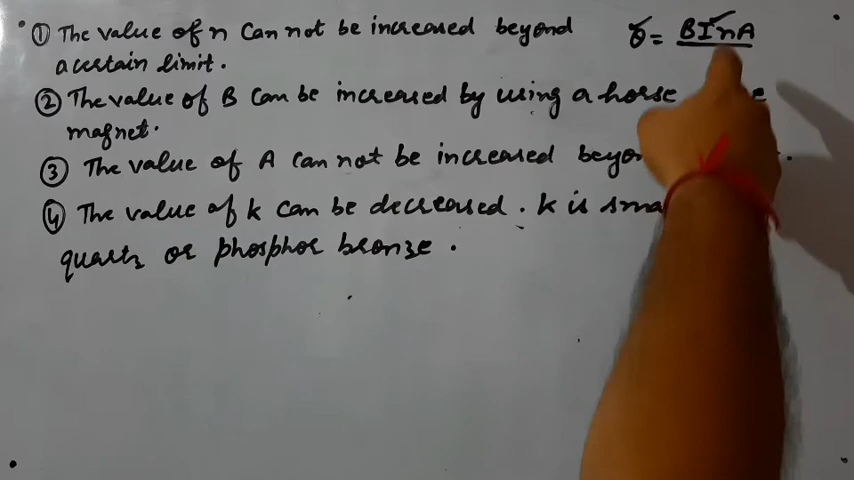 ① The value of n Can not be increased beyond
a certain limit.
θ = BInA
② The value of B Can be increased by using a horse
magnet.
③ The value of A Can not be increased
④ The value of k Can be decreased. k is
quartz or phosphor bronze.